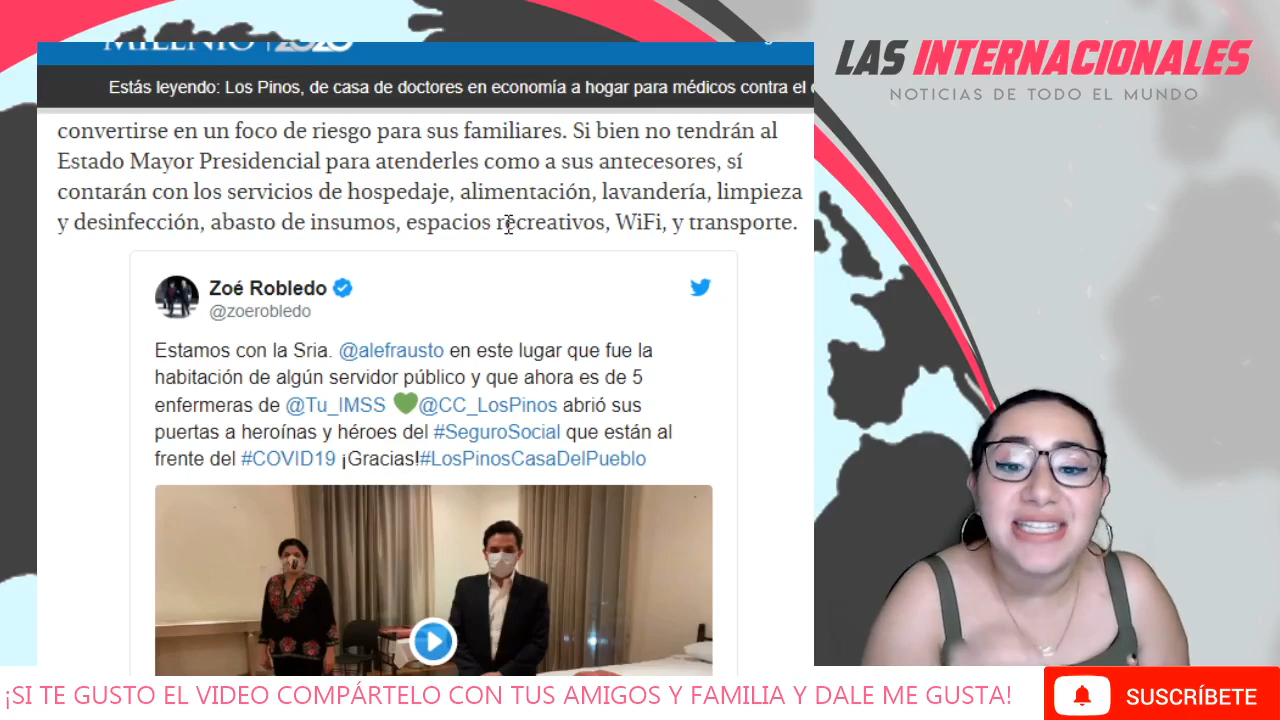 MILENIO | 2020
Estás leyendo: Los Pinos, de casa de doctores en economía a hogar para médicos contra el
convertirse en un foco de riesgo para sus familiares. Si bien no tendrán al
Estado Mayor Presidencial para atenderles como a sus antecesores, sí
contarán con los servicios de hospedaje, alimentación, lavandería, limpieza
y desinfección, abasto de insumos, espacios recreativos, WiFi, y transporte.
Zoé Robledo
@zoerobledo
Estamos con la Sria. @alefrausto en este lugar que fue la
habitación de algún servidor público y que ahora es de 5
enfermeras de @Tu_IMSS 💚@CC_LosPinos abrió sus
puertas a heroínas y héroes del #SeguroSocial que están al
frente del #COVID19 ¡Gracias!#LosPinosCasaDelPueblo
LAS INTERNACIONALES
NOTICIAS DE TODO EL MUNDO
¡SI TE GUSTO EL VIDEO COMPÁRTELO CON TUS AMIGOS Y FAMILIA Y DALE ME GUSTA!
SUSCRÍBETE